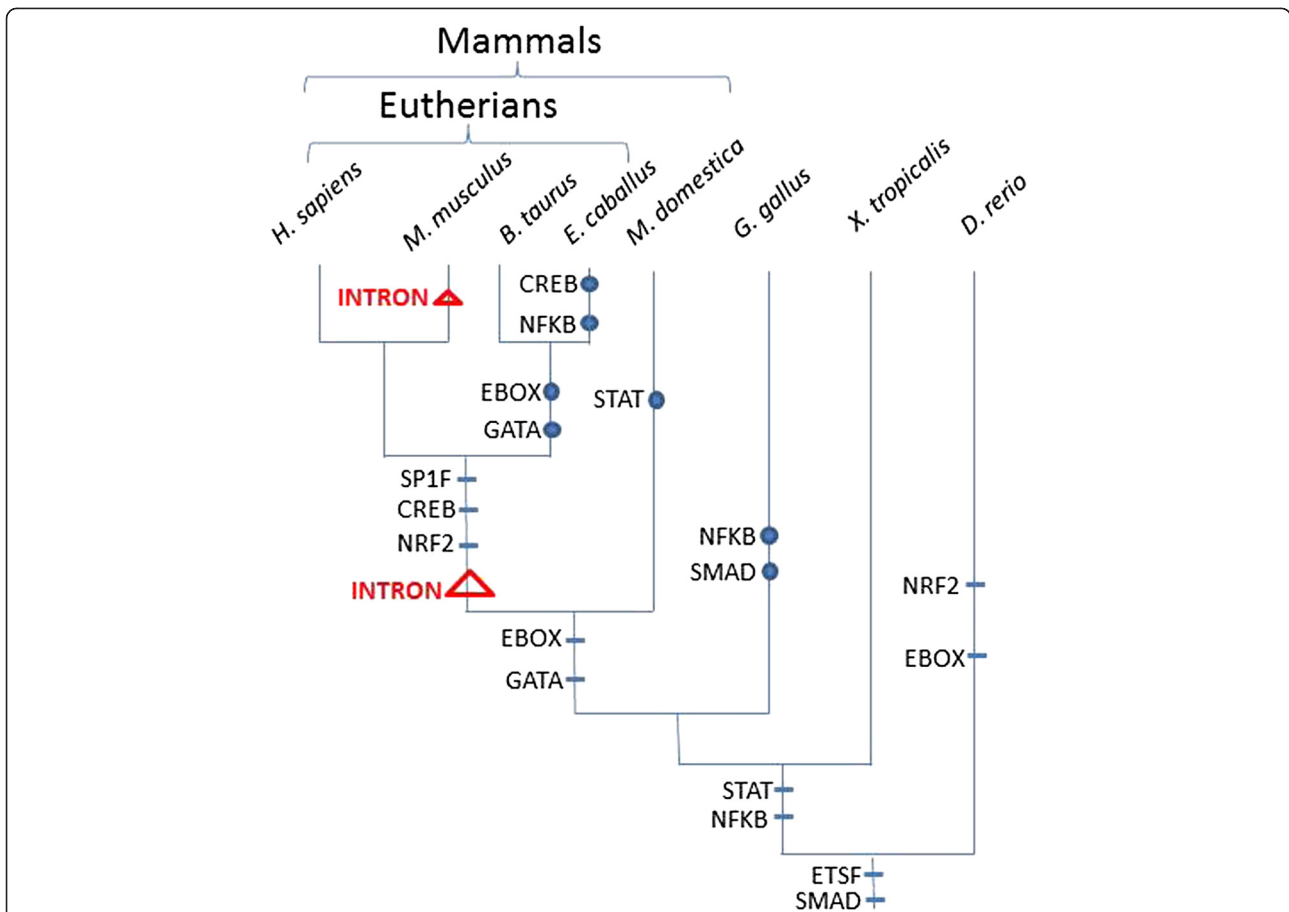 Mammals
Eutherians
H. sapiens
M. musculus
B. taurus
E. caballus
M. domestica
G. gallus
X. tropicalis
D. rerio
CREB
INTRON
NFKB
EBOX
STAT
GATA
SP1F
CREB
NRF2
NFKB
SMAD
INTRON
NRF2
EBOX
EBOX
GATA
STAT
NFKB
ETSF
SMAD